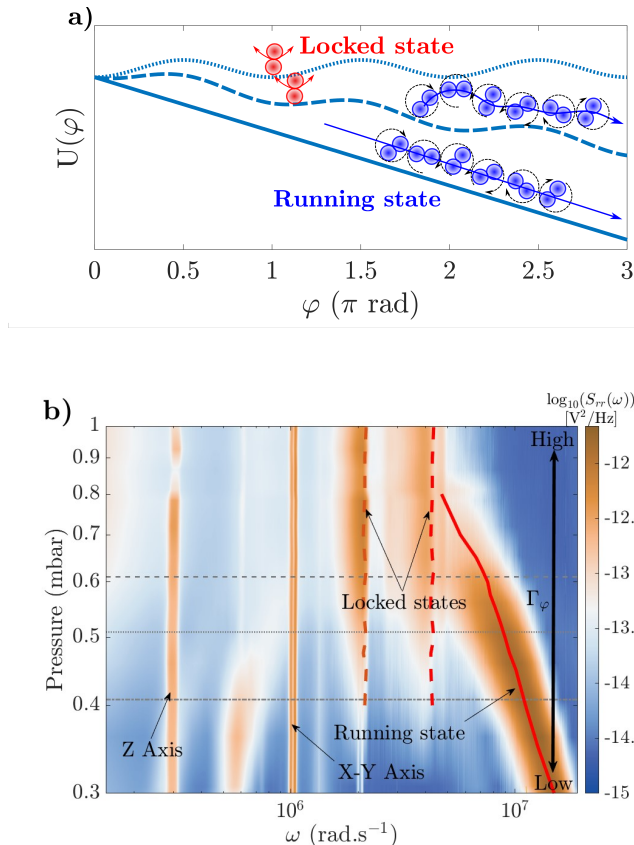 a)
Locked state
U(φ)
Running state
0 0.5 1 1.5 2 2.5 3
φ (π rad)
b)
log₁₀(Sᵣᵣ(ω))
[V²/Hz]
1
0.9
0.8
0.7
0.6
0.5
0.4
0.3
Pressure (mbar)
High
Locked states
Γφ
Running state
Z Axis
X-Y Axis
Low
10⁶ 10⁷
ω (rad.s⁻¹)
-12
-12.
-13
-13.
-14
-14.
-15